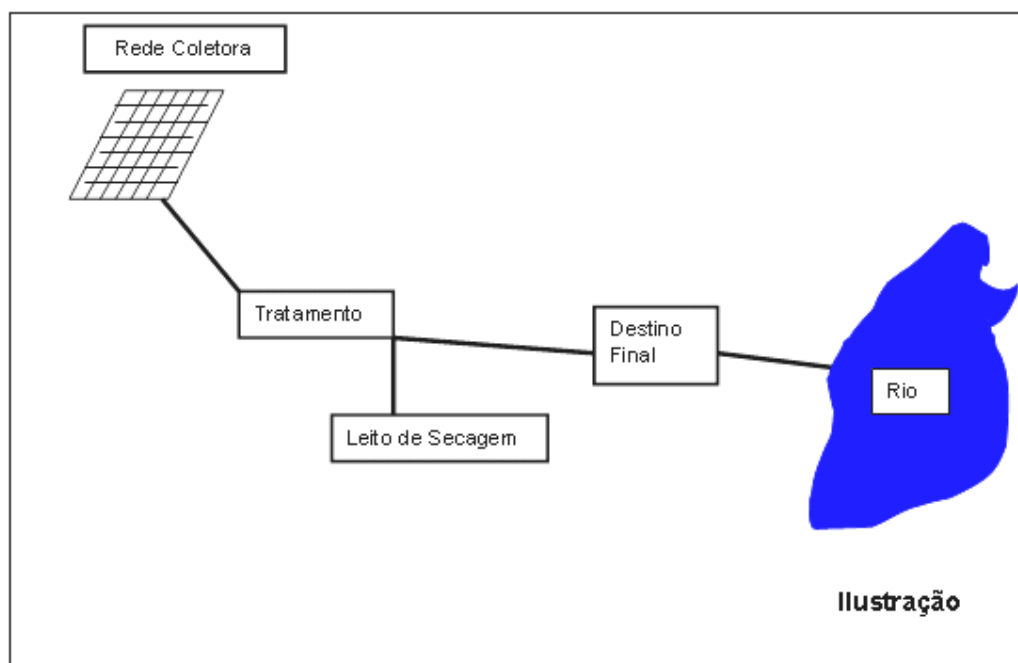 Rede Coletora
Tratamento
Destino
Final
Leito de Secagem
Rio
Ilustração